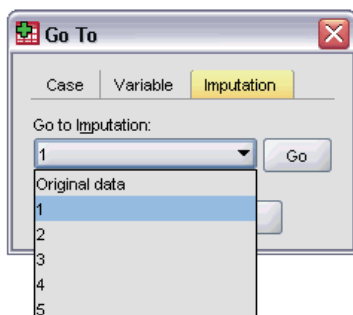 Go To
Case Variable Imputation
Go to Imputation:
1 Go
Original data
1
2
3
4
5